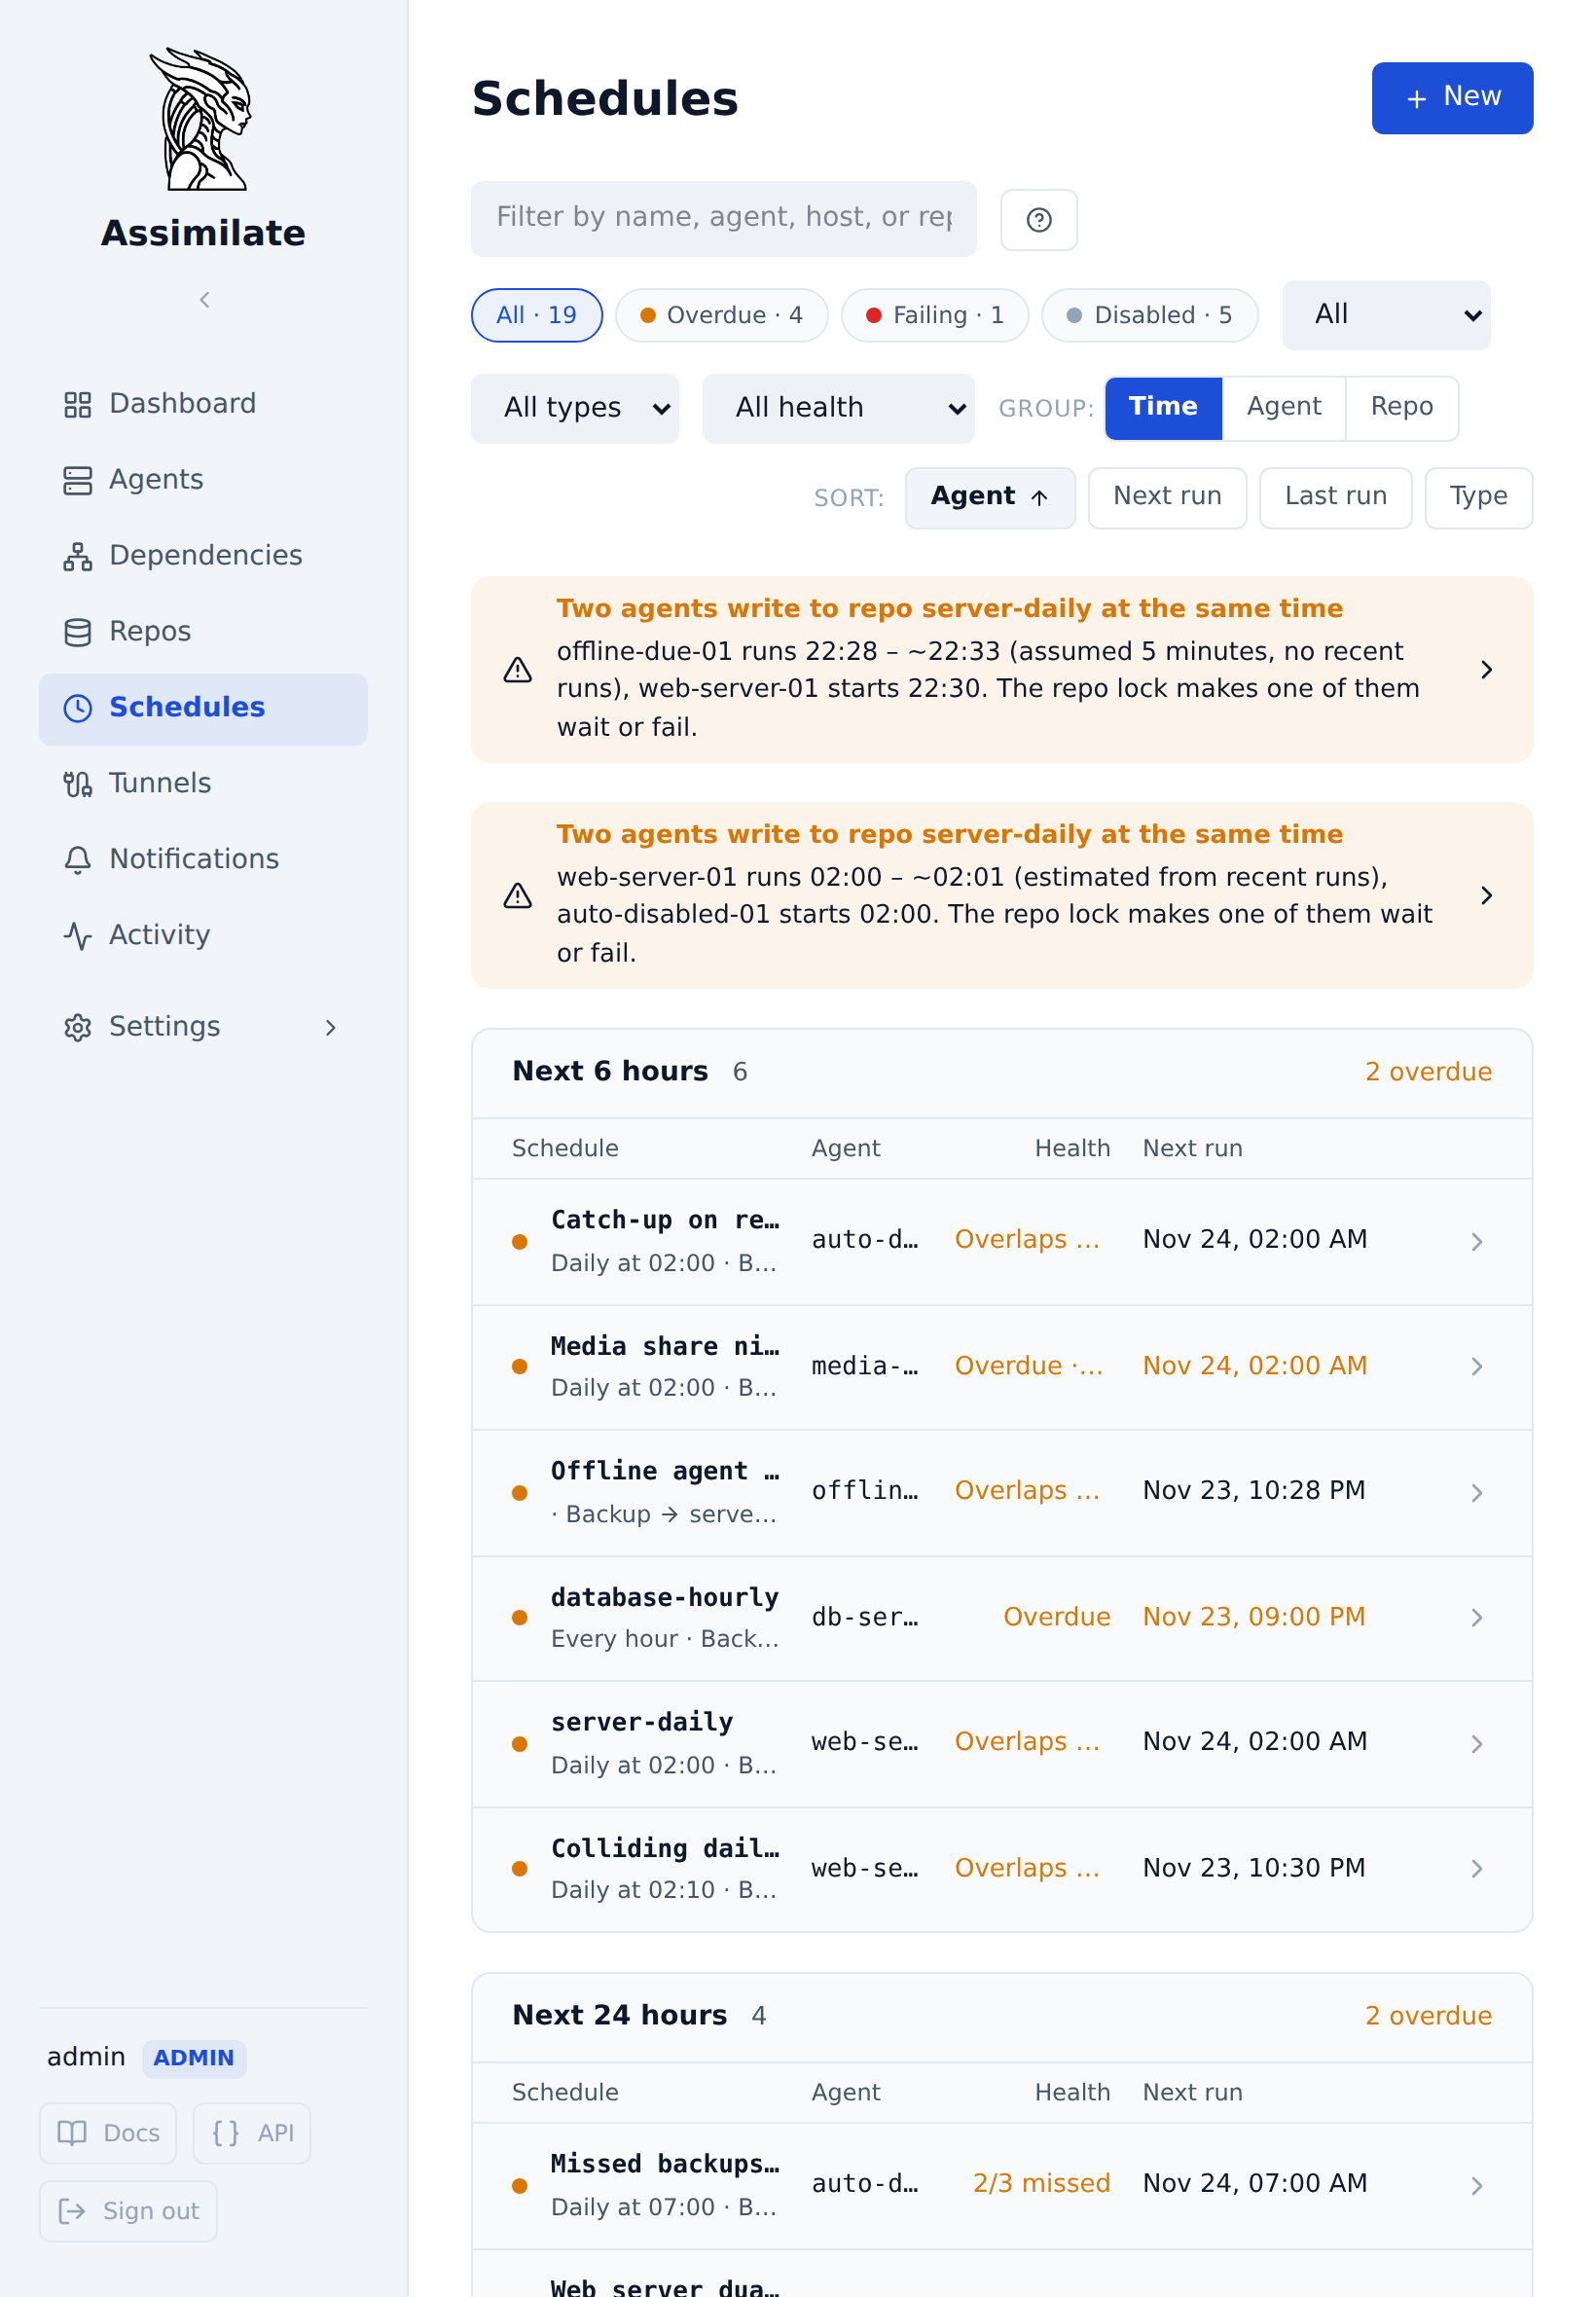 Assimilate
Dashboard
Agents
Dependencies
Repos
Schedules
Tunnels
Notifications
Activity
Settings
admin ADMIN
Docs
API
Sign out
Schedules
+ New
Filter by name, agent, host, or rep
All · 19
Overdue · 4
Failing · 1
Disabled · 5
All
All types
All health
GROUP: Time Agent Repo
SORT: Agent ↑ Next run Last run Type
Two agents write to repo server-daily at the same time
offline-due-01 runs 22:28 – ~22:33 (assumed 5 minutes, no recent
runs), web-server-01 starts 22:30. The repo lock makes one of them
wait or fail.
Two agents write to repo server-daily at the same time
web-server-01 runs 02:00 – ~02:01 (estimated from recent runs),
auto-disabled-01 starts 02:00. The repo lock makes one of them wait
or fail.
Next 6 hours 6 2 overdue
Schedule Agent Health Next run
Catch-up on re… auto-d… Overlaps … Nov 24, 02:00 AM
Daily at 02:00 · B…
Media share ni… media-… Overdue ·… Nov 24, 02:00 AM
Daily at 02:00 · B…
Offline agent … offlin… Overlaps … Nov 23, 10:28 PM
· Backup → serve…
database-hourly db-ser… Overdue Nov 23, 09:00 PM
Every hour · Back…
server-daily web-se… Overlaps … Nov 24, 02:00 AM
Daily at 02:00 · B…
Colliding dail… web-se… Overlaps … Nov 23, 10:30 PM
Daily at 02:10 · B…
Next 24 hours 4 2 overdue
Schedule Agent Health Next run
Missed backups… auto-d… 2/3 missed Nov 24, 07:00 AM
Daily at 07:00 · B…
Web server dua…